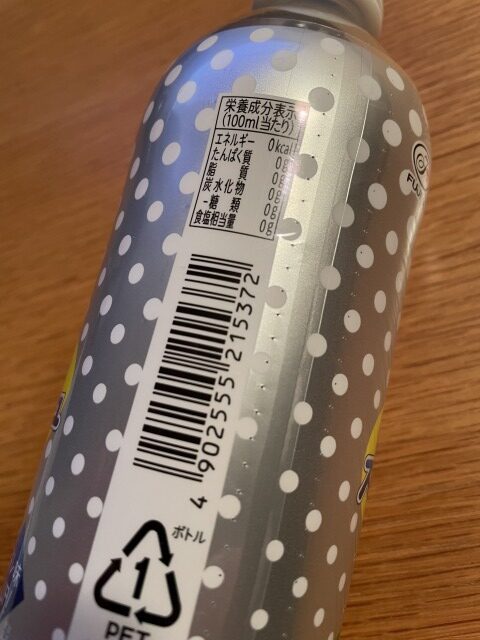 栄養成分表示
(100ml当たり)
エネルギー 0kcal
たんぱく質 0g
脂質 0g
炭水化物 0g
-糖類 0g
食塩相当量 0g
4 902555 215372
ボトル
1
PET